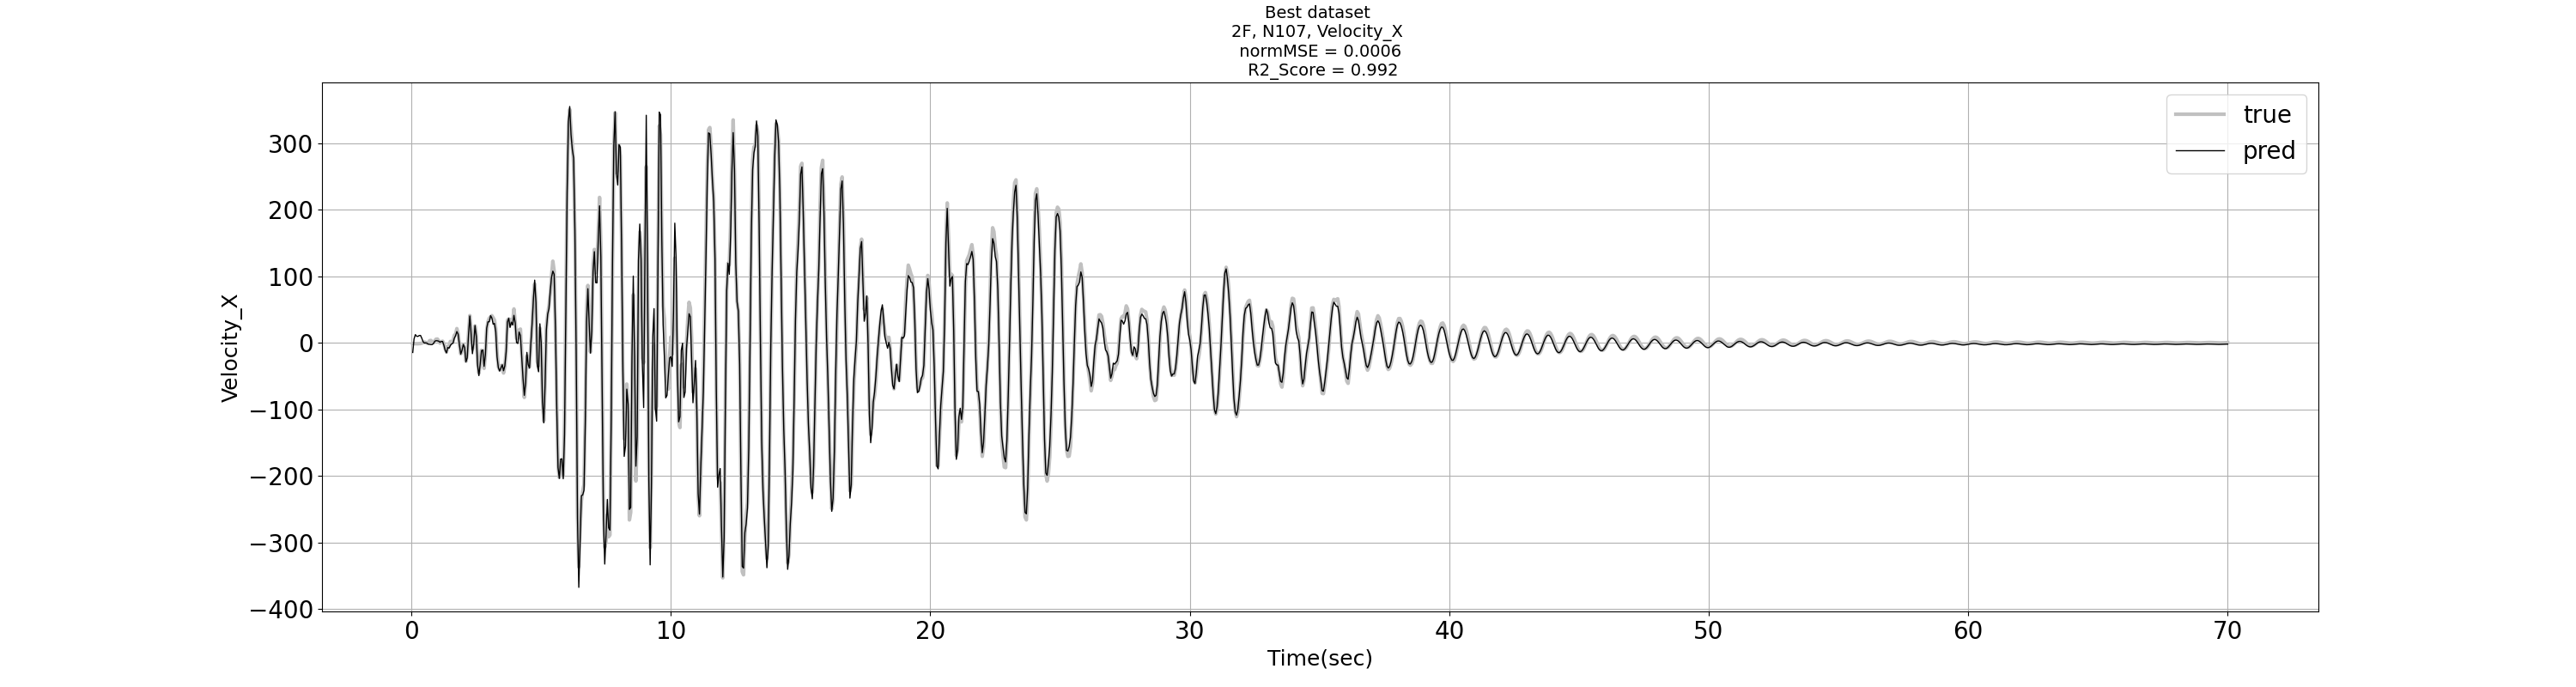 Best dataset
2F, N107, Velocity_X
normMSE = 0.0006
R2_Score = 0.992
true
pred
300
200
100
0
−100
−200
−300
−400
Velocity_X
0 10 20 30 40 50 60 70
Time(sec)